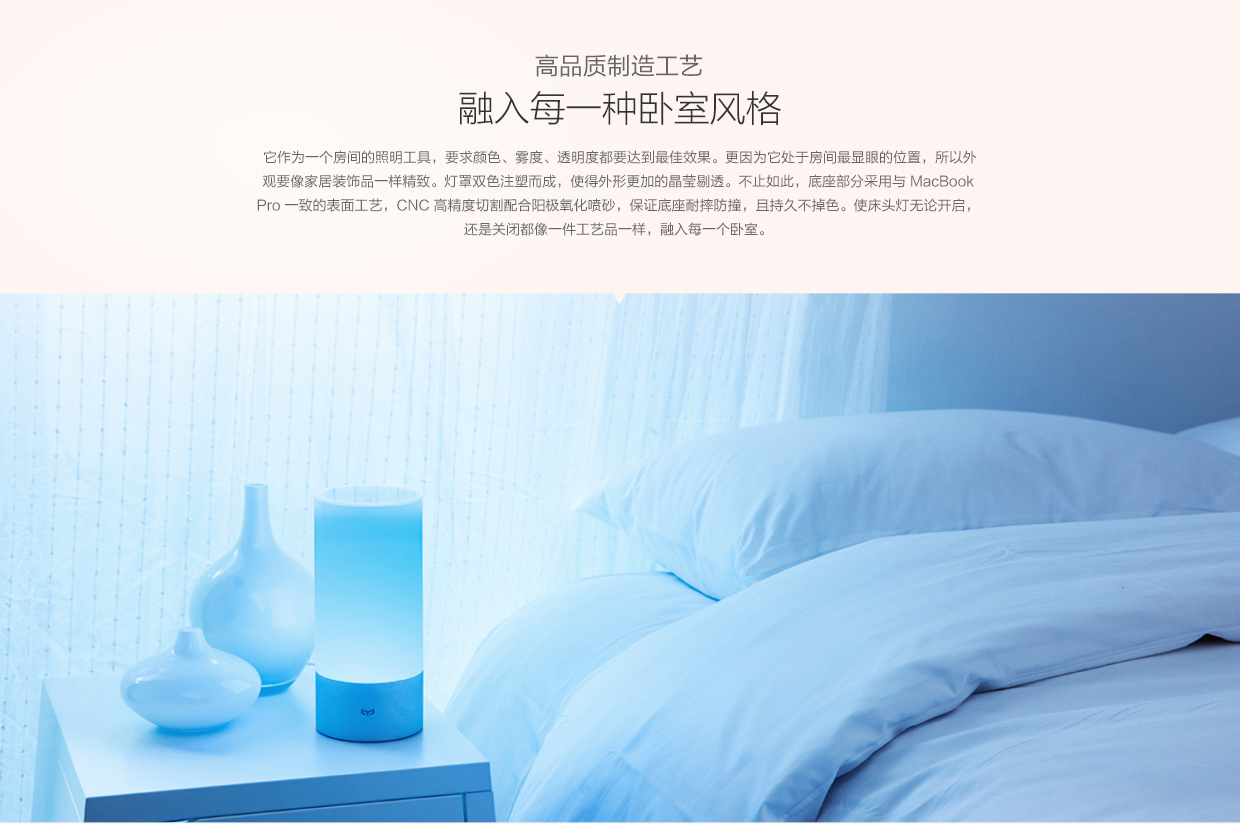 高品质制造工艺
融入每一种卧室风格
它作为一个房间的照明工具，要求颜色、雾度、透明度都要达到最佳效果。更因为它处于房间最显眼的位置，所以外
观要像家居装饰品一样精致。灯罩双色注塑而成，使得外形更加的晶莹剔透。不止如此，底座部分采用与 MacBook
Pro 一致的表面工艺，CNC 高精度切割配合阳极氧化喷砂，保证底座耐摔防撞，且持久不掉色。使床头灯无论开启，
还是关闭都像一件工艺品一样，融入每一个卧室。